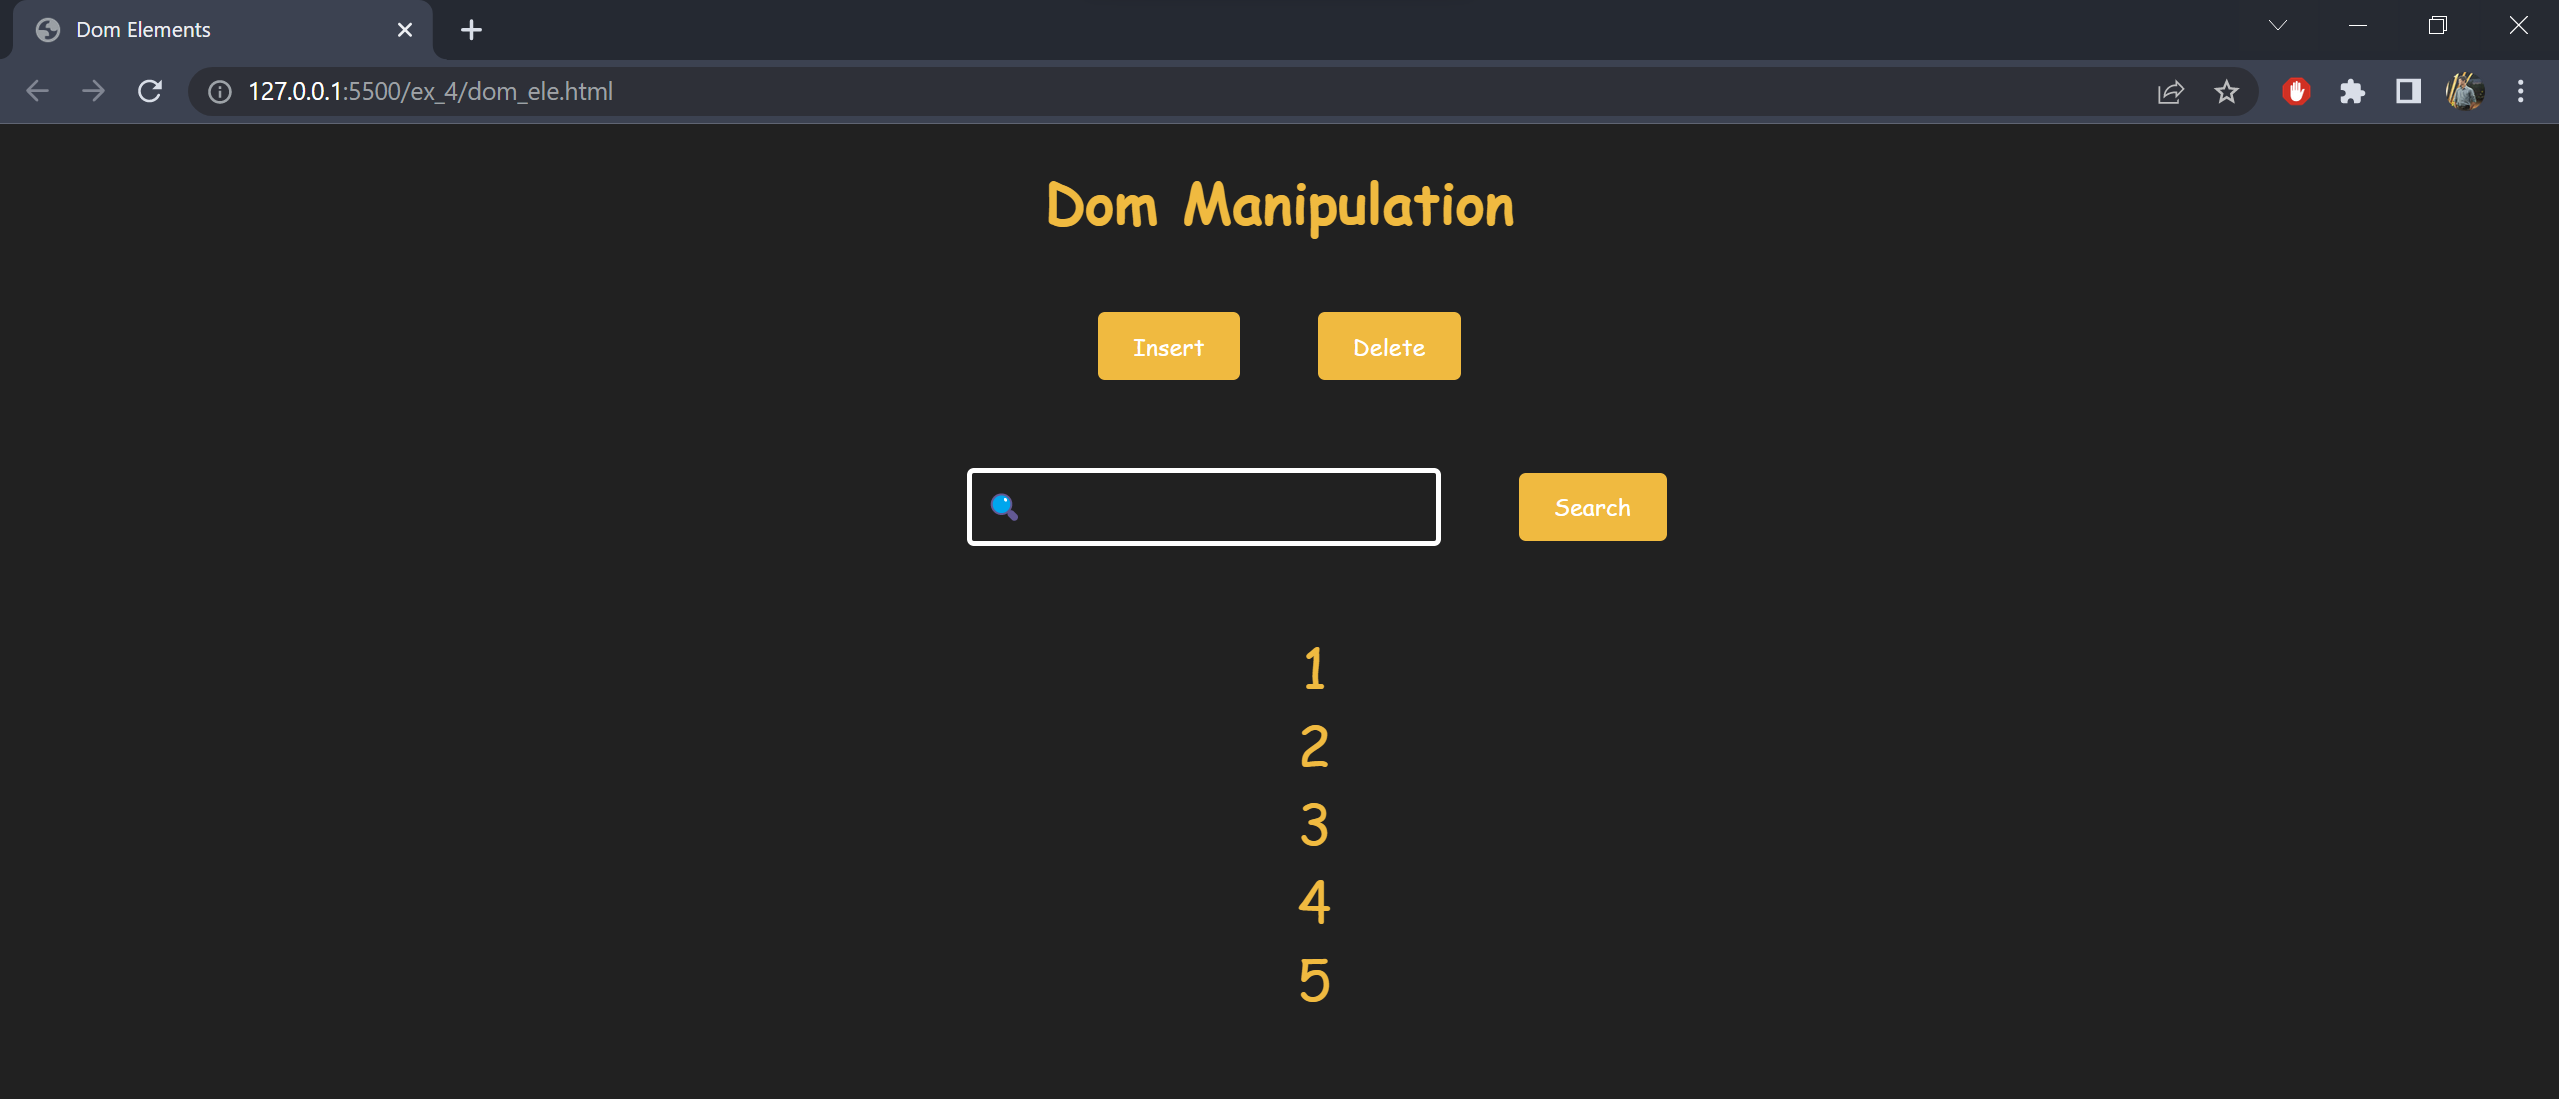 Dom Elements
127.0.0.1:5500/ex_4/dom_ele.html
Dom Manipulation
Insert Delete
Search
1
2
3
4
5